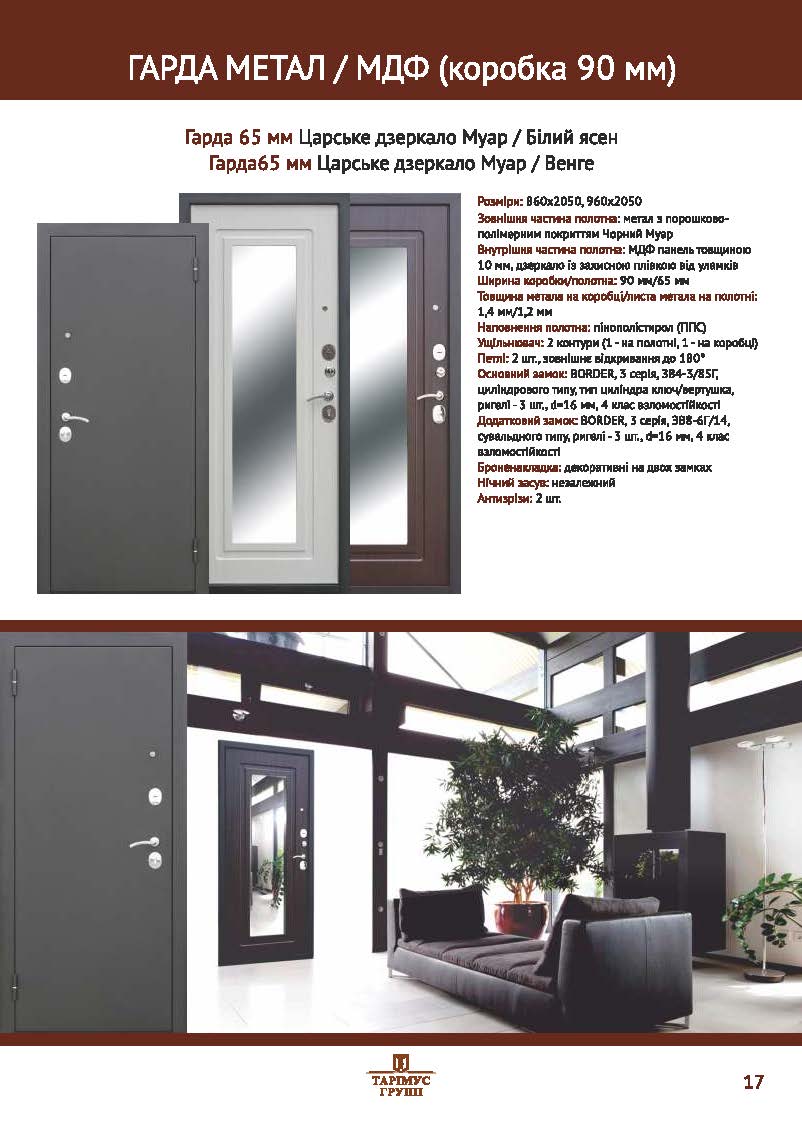 ГАРДА МЕТАЛ / МДФ (коробка 90 мм)
Гарда 65 мм Царське дзеркало Муар / Білий ясен
Гарда65 мм Царське дзеркало Муар / Венге
Розміри: 860х2050, 960х2050
Зовнішня частина полотна: метал з порошково-
полімерним покриттям Чорний Муар
Внутрішня частина полотна: МДФ панель товщиною
10 мм, дзеркало із захисною плівкою від уламків
Ширина коробки/полотна: 90 мм/65 мм
Товщина метала на коробці/листа метала на полотні:
1,4 мм/1,2 мм
Наповнення полотна: пінополістирол (ППС)
Ущільнювач: 2 контури (1 - на полотні, 1 - на коробці)
Петлі: 2 шт., зовнішнє відкривання до 180°
Основний замок: BORDER, 3 серія, ЗВ4-3/85Г,
циліндрового типу, тип циліндра ключ/вертушка,
ригелі - 3 шт., d=16 мм, 4 клас взломостійкості
Додатковий замок: BORDER, 3 серія, ЗВ8-6Г/14,
сувальдного типу, ригелі - 3 шт., d=16 мм, 4 клас
взломостійкості
Броненакладка: декоративні на двох замках
Нічний засув: незалежний
Антизрізи: 2 шт.
ТАРІМУС
ГРУПП
17